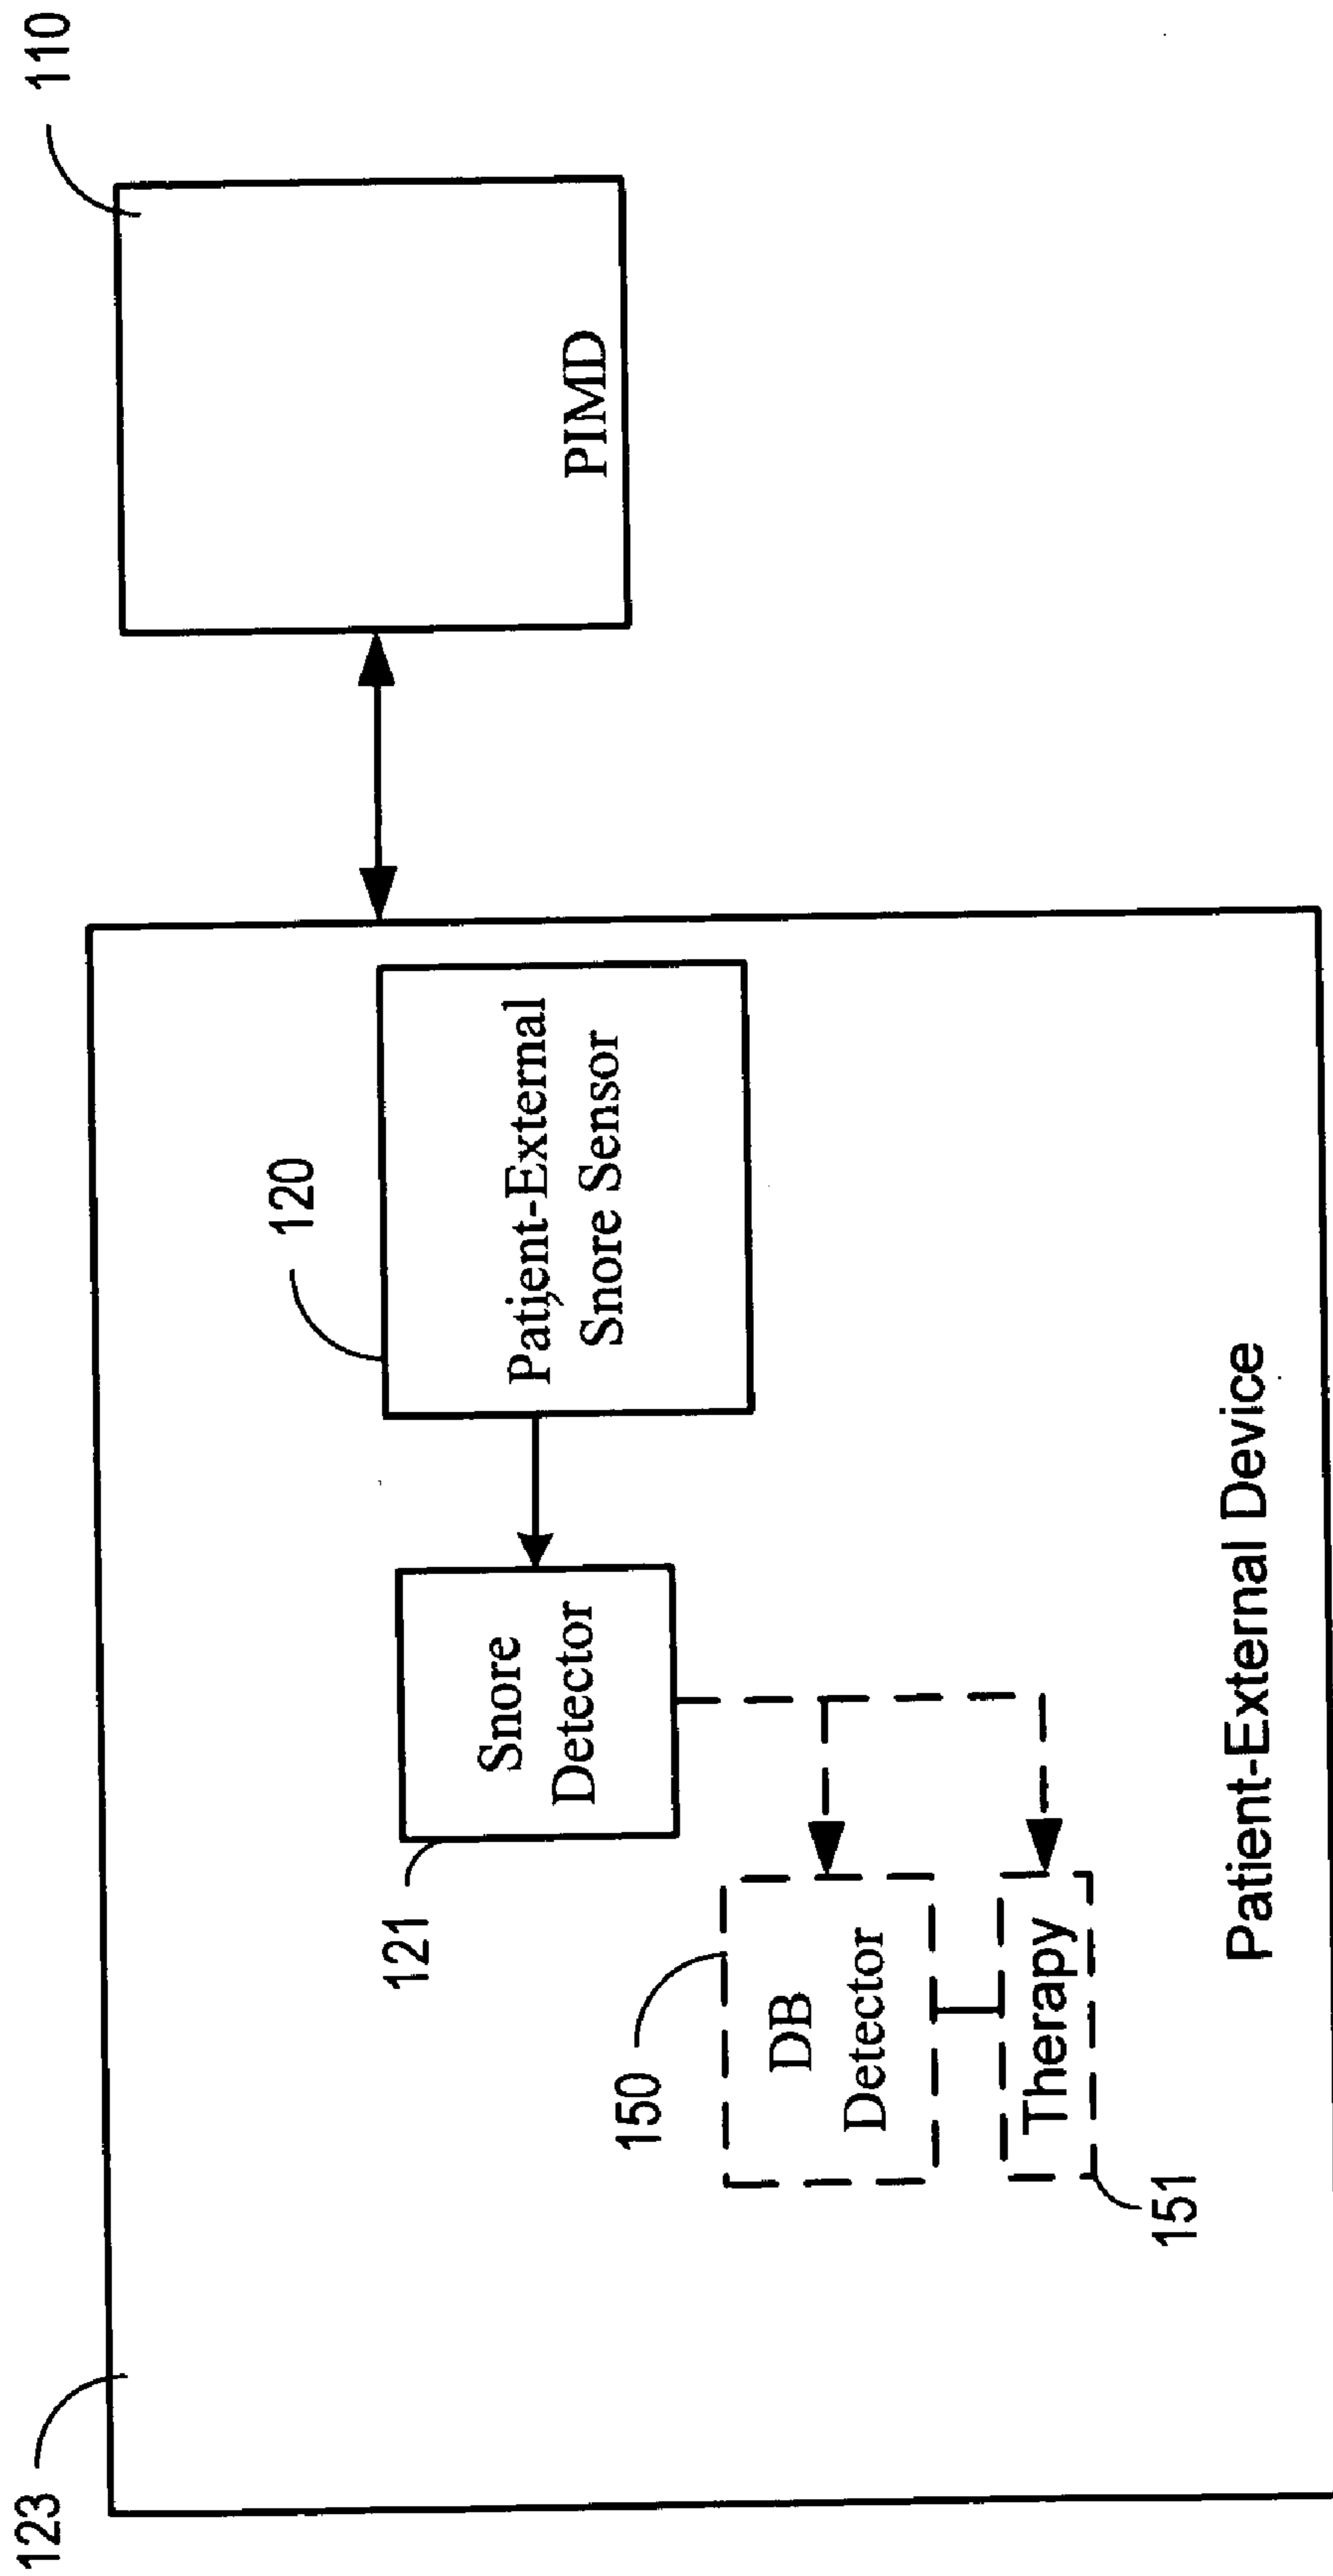 123
110
120
Patient-External
Snore Sensor
121
Snore
Detector
150
DB
Detector
Therapy
151
PIMD
Patient-External Device